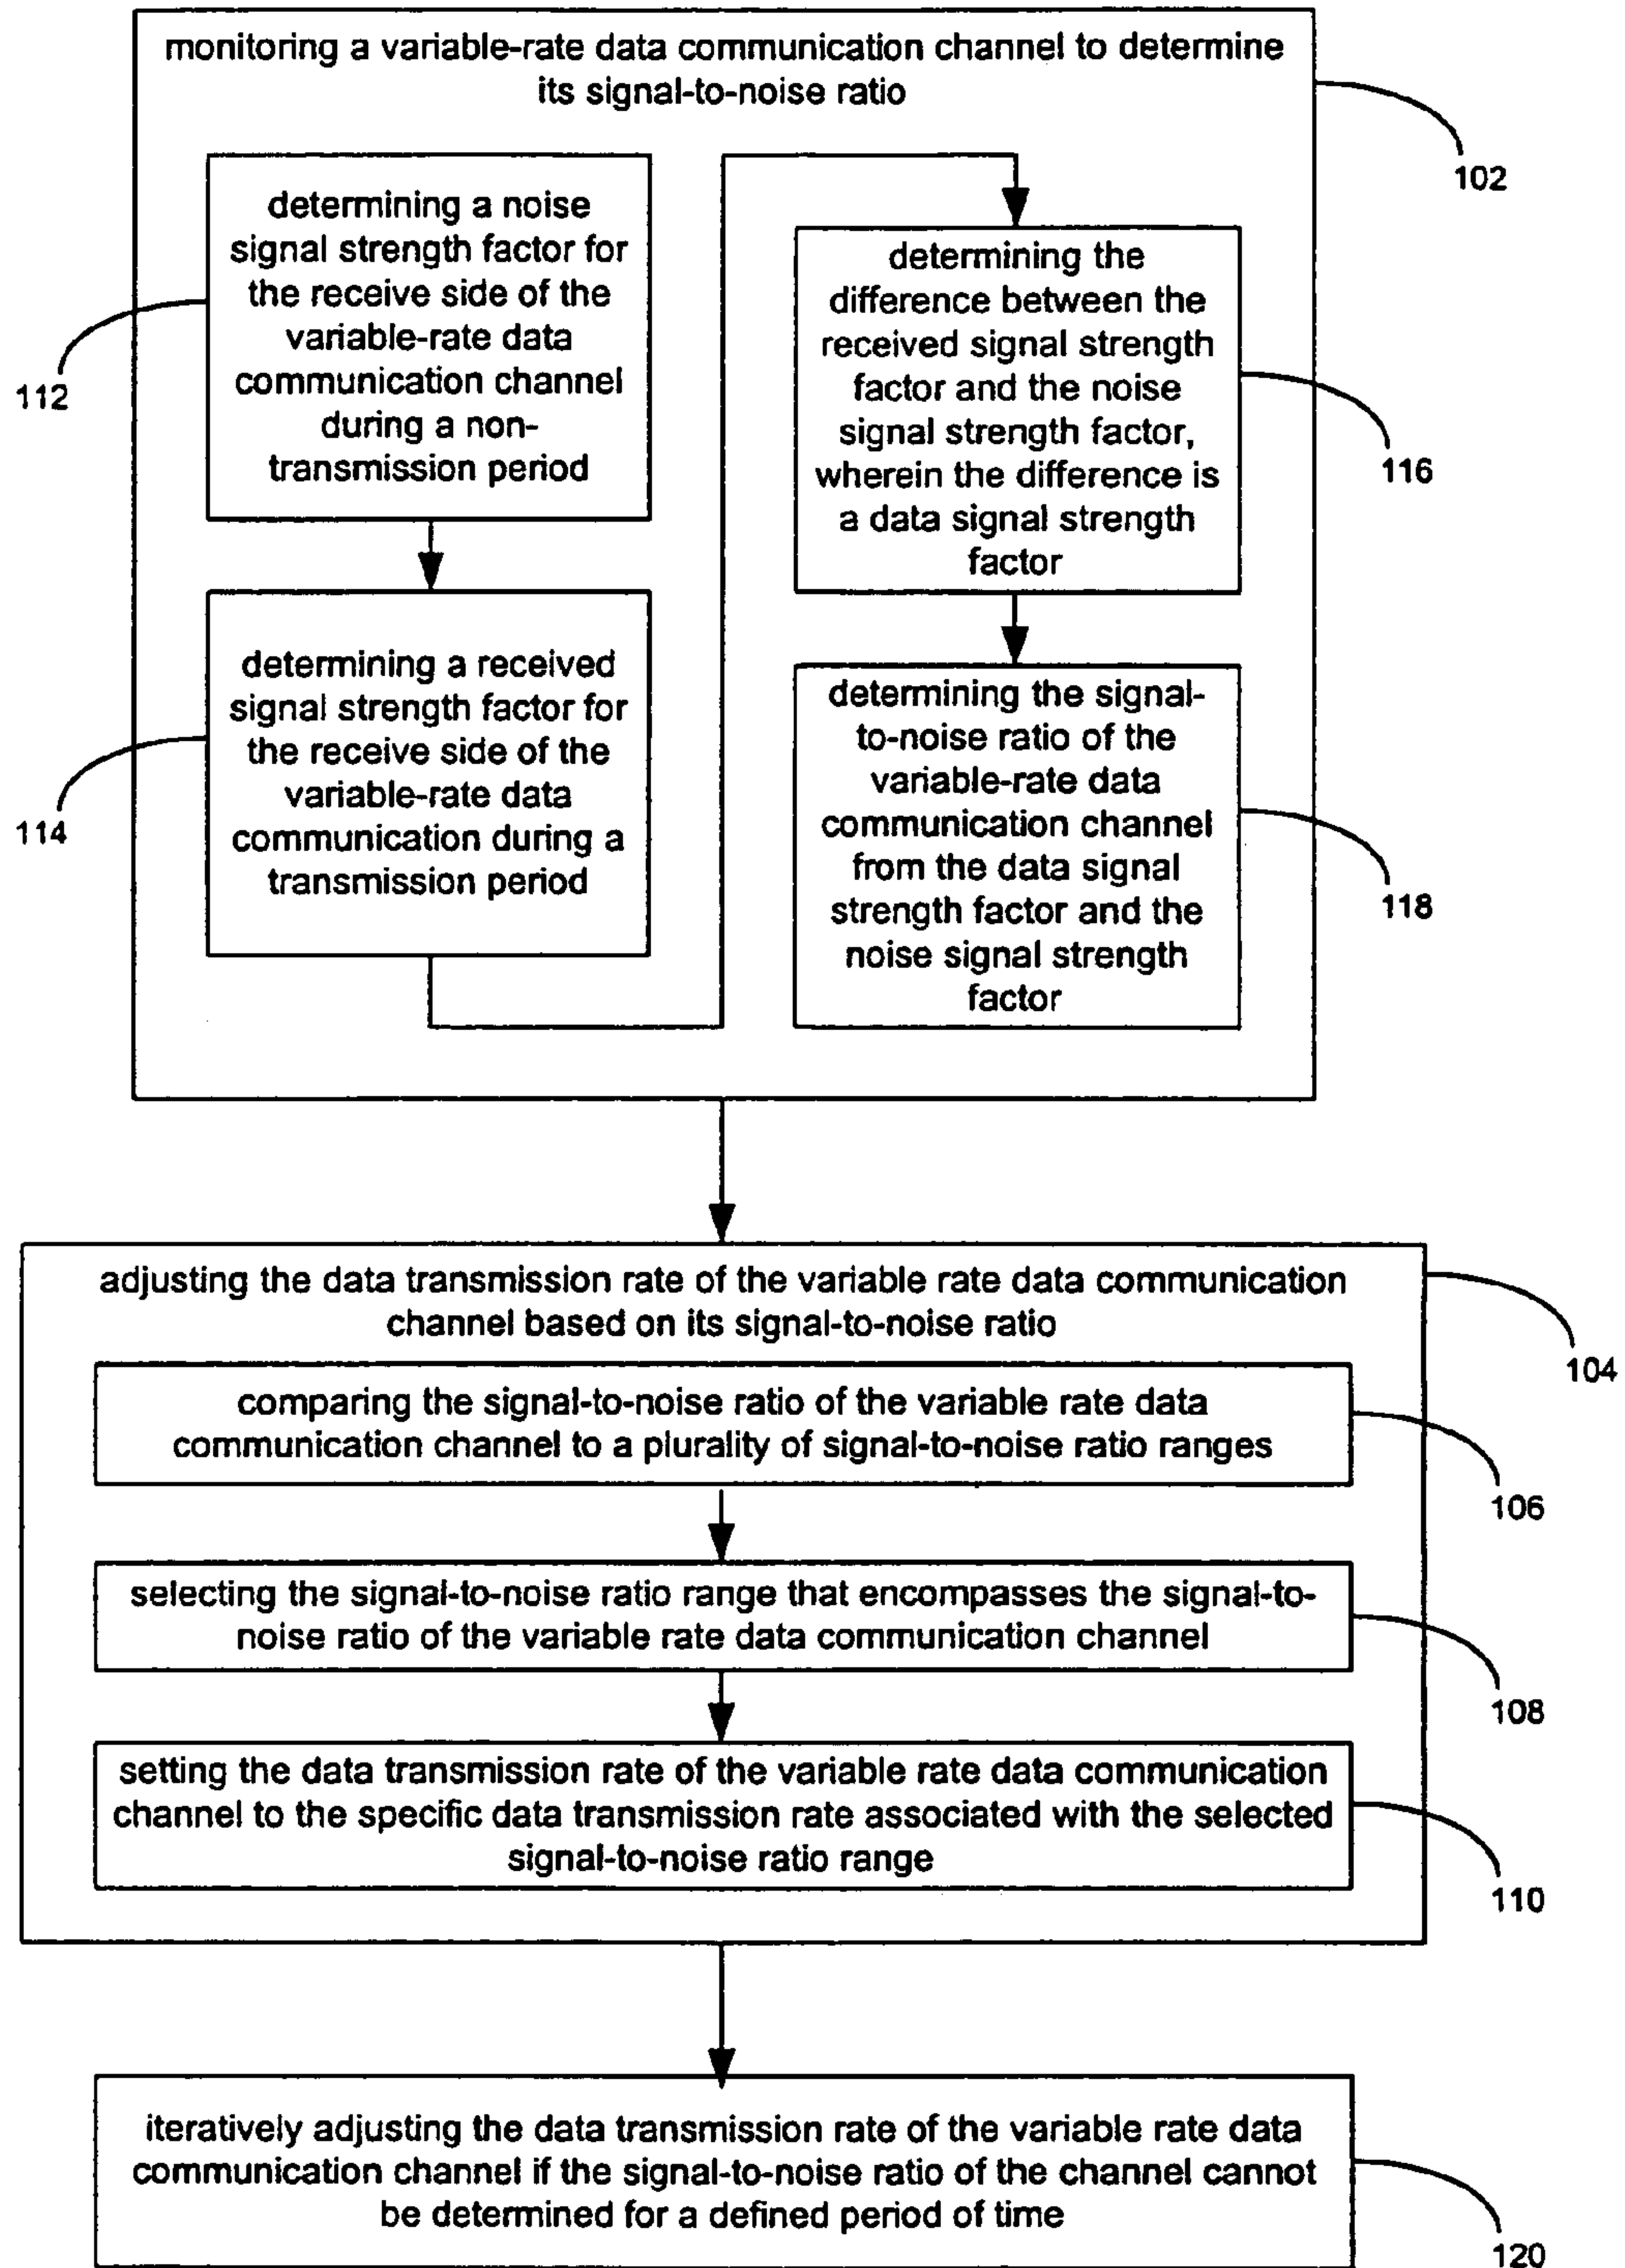 monitoring a variable-rate data communication channel to determine
its signal-to-noise ratio
102
determining a noise
signal strength factor for
the receive side of the
variable-rate data
communication channel
during a non-
transmission period
112
determining a received
signal strength factor for
the receive side of the
variable-rate data
communication during a
transmission period
114
determining the
difference between the
received signal strength
factor and the noise
signal strength factor,
wherein the difference is
a data signal strength
factor
116
determining the signal-
to-noise ratio of the
variable-rate data
communication channel
from the data signal
strength factor and the
noise signal strength
factor
118
adjusting the data transmission rate of the variable rate data communication
channel based on its signal-to-noise ratio
104
comparing the signal-to-noise ratio of the variable rate data
communication channel to a plurality of signal-to-noise ratio ranges
106
selecting the signal-to-noise ratio range that encompasses the signal-to-
noise ratio of the variable rate data communication channel
108
setting the data transmission rate of the variable rate data communication
channel to the specific data transmission rate associated with the selected
signal-to-noise ratio range
110
iteratively adjusting the data transmission rate of the variable rate data
communication channel if the signal-to-noise ratio of the channel cannot
be determined for a defined period of time
120